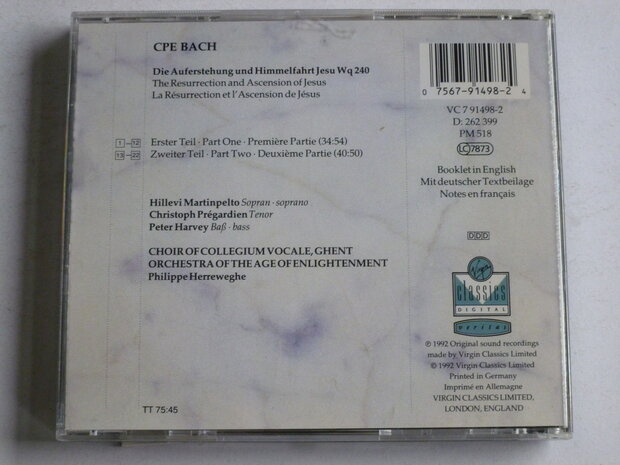 CPE BACH
Die Auferstehung und Himmelfahrt Jesu Wq 240
The Resurrection and Ascension of Jesus
La Résurrection et l'Ascension de Jésus
1–12 Erster Teil · Part One · Première Partie (34:54)
13–22 Zweiter Teil · Part Two · Deuxième Partie (40:50)
Hillevi Martinpelto Sopran · soprano
Christoph Prégardien Tenor
Peter Harvey Baß · bass
CHOIR OF COLLEGIUM VOCALE, GHENT
ORCHESTRA OF THE AGE OF ENLIGHTENMENT
Philippe Herreweghe
TT 75:45
0 7567-91498-2 4
VC 7 91498-2
D: 262 399
PM 518
LC 7873
Booklet in English
Mit deutscher Textbeilage
Notes en français
DDD
Virgin
classics
DIGITAL
veritas
℗ 1992 Original sound recordings
made by Virgin Classics Limited
© 1992 Virgin Classics Limited
Printed in Germany
Imprimé en Allemagne
VIRGIN CLASSICS LIMITED,
LONDON, ENGLAND